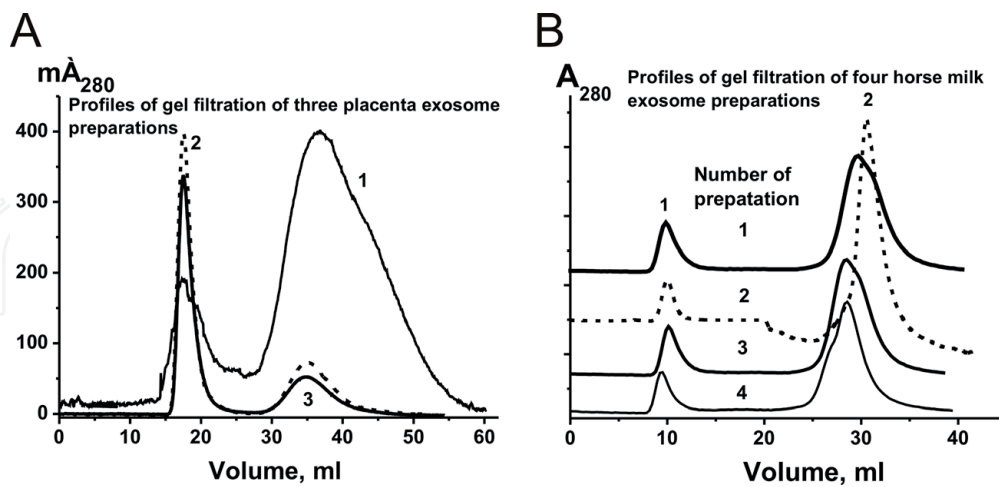 A
mÀ280
Profiles of gel filtration of three placenta exosome
preparations
400
300
200
100
0
0 10 20 30 40 50 60
2
1
3
Volume, ml
B
A280
Profiles of gel filtration of four horse milk
exosome preparations
2
Number of
prepatation
1
1
2
3
4
0 10 20 30 40
Volume, ml